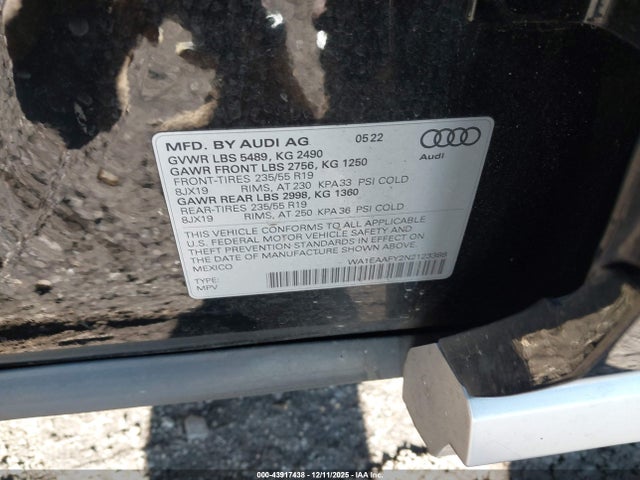 MFD. BY AUDI AG 05 22
GVWR LBS 5489, KG 2490
GAWR FRONT LBS 2756, KG 1250
FRONT-TIRES 235/55 R19
8JX19 RIMS, AT 230 KPA33 PSI COLD
GAWR REAR LBS 2998, KG 1360
REAR-TIRES 235/55 R19
8JX19 RIMS, AT 250 KPA36 PSI COLD
Audi
THIS VEHICLE CONFORMS TO ALL APPLICABLE
U.S. FEDERAL MOTOR VEHICLE SAFETY AND
THEFT PREVENTION STANDARDS IN EFFECT
ON THE DATE OF MANUFACTURE SHOWN ABOVE.
MEXICO
TYPE:
MPV
WA1EAAFY2N2123398
000-43917438 - 12/11/2025 - IAAI.COM